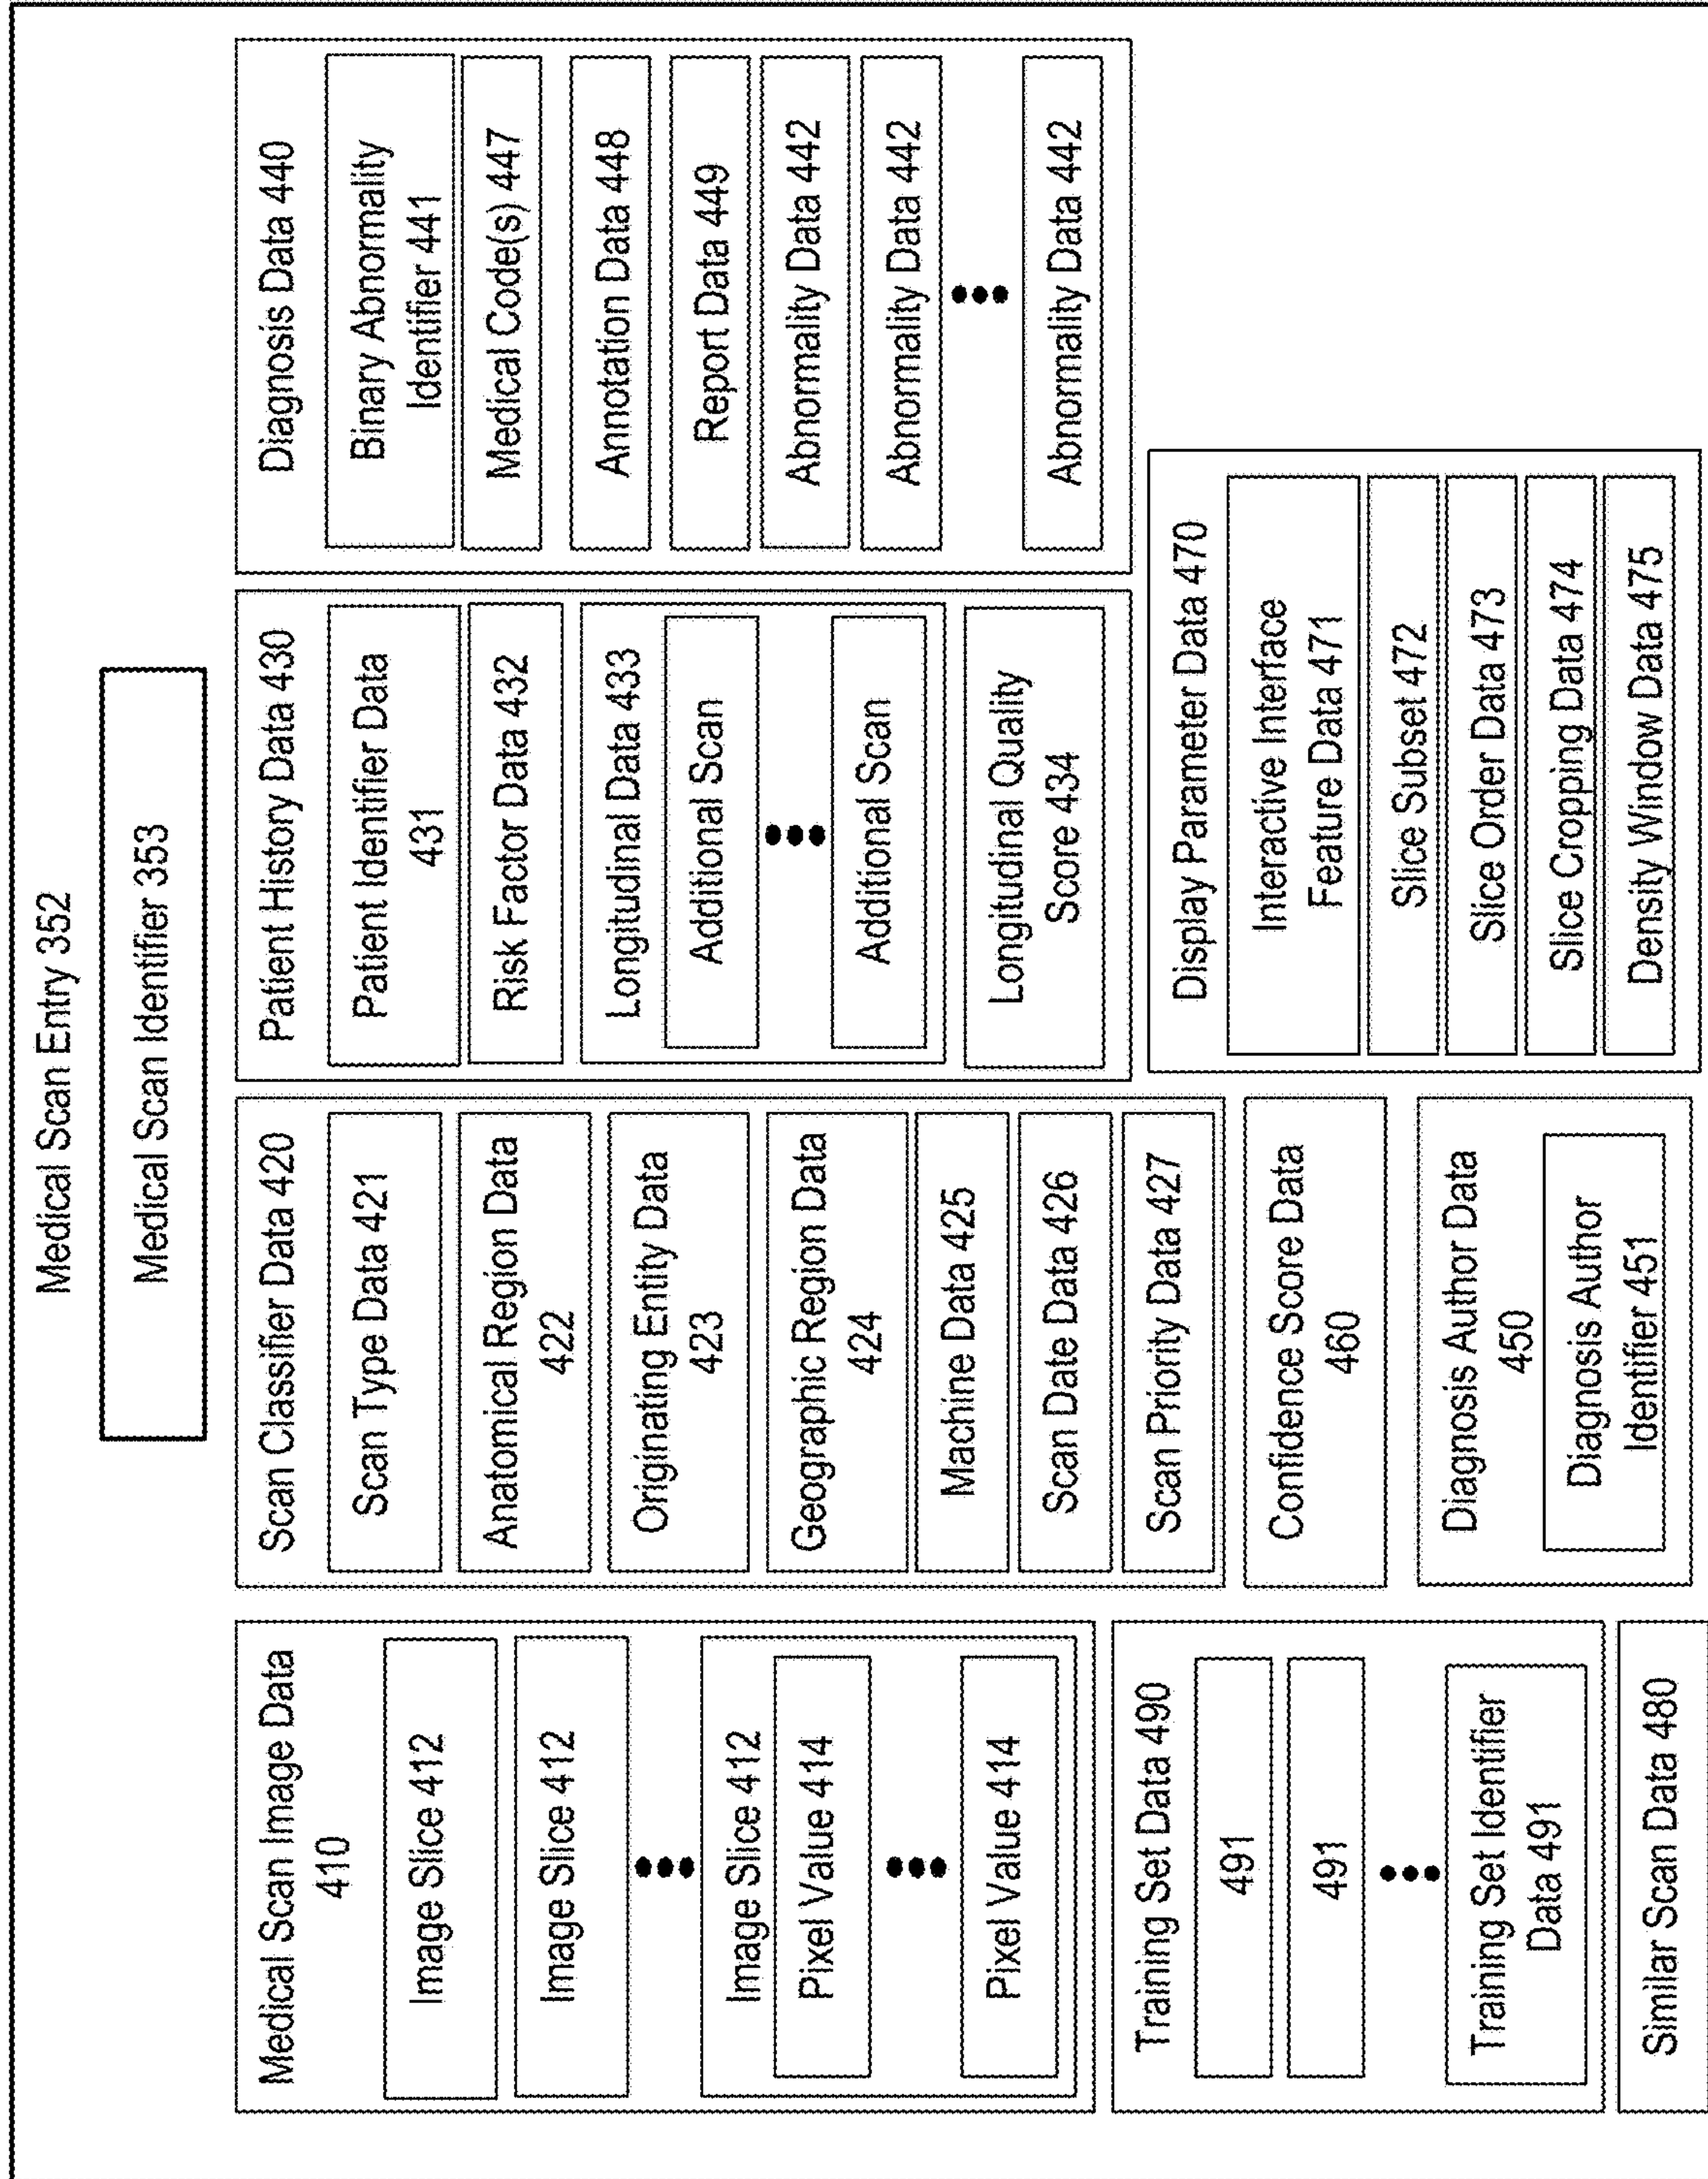 Medical Scan Entry 352
Medical Scan Identifier 353
Medical Scan Image Data
410
Image Slice 412
Image Slice 412
Image Slice 412
Pixel Value 414
Pixel Value 414
Training Set Data 490
491
491
Training Set Identifier
Data 491
Similar Scan Data 480
Scan Classifier Data 420
Scan Type Data 421
Anatomical Region Data
422
Originating Entity Data
423
Geographic Region Data
424
Machine Data 425
Scan Date Data 426
Scan Priority Data 427
Confidence Score Data
460
Diagnosis Author Data
450
Diagnosis Author
Identifier 451
Patient History Data 430
Patient Identifier Data
431
Risk Factor Data 432
Longitudinal Data 433
Additional Scan
Additional Scan
Longitudinal Quality
Score 434
Diagnosis Data 440
Binary Abnormality
Identifier 441
Medical Code(s) 447
Annotation Data 448
Report Data 449
Abnormality Data 442
Abnormality Data 442
Abnormality Data 442
Display Parameter Data 470
Interactive Interface
Feature Data 471
Slice Subset 472
Slice Order Data 473
Slice Cropping Data 474
Density Window Data 475